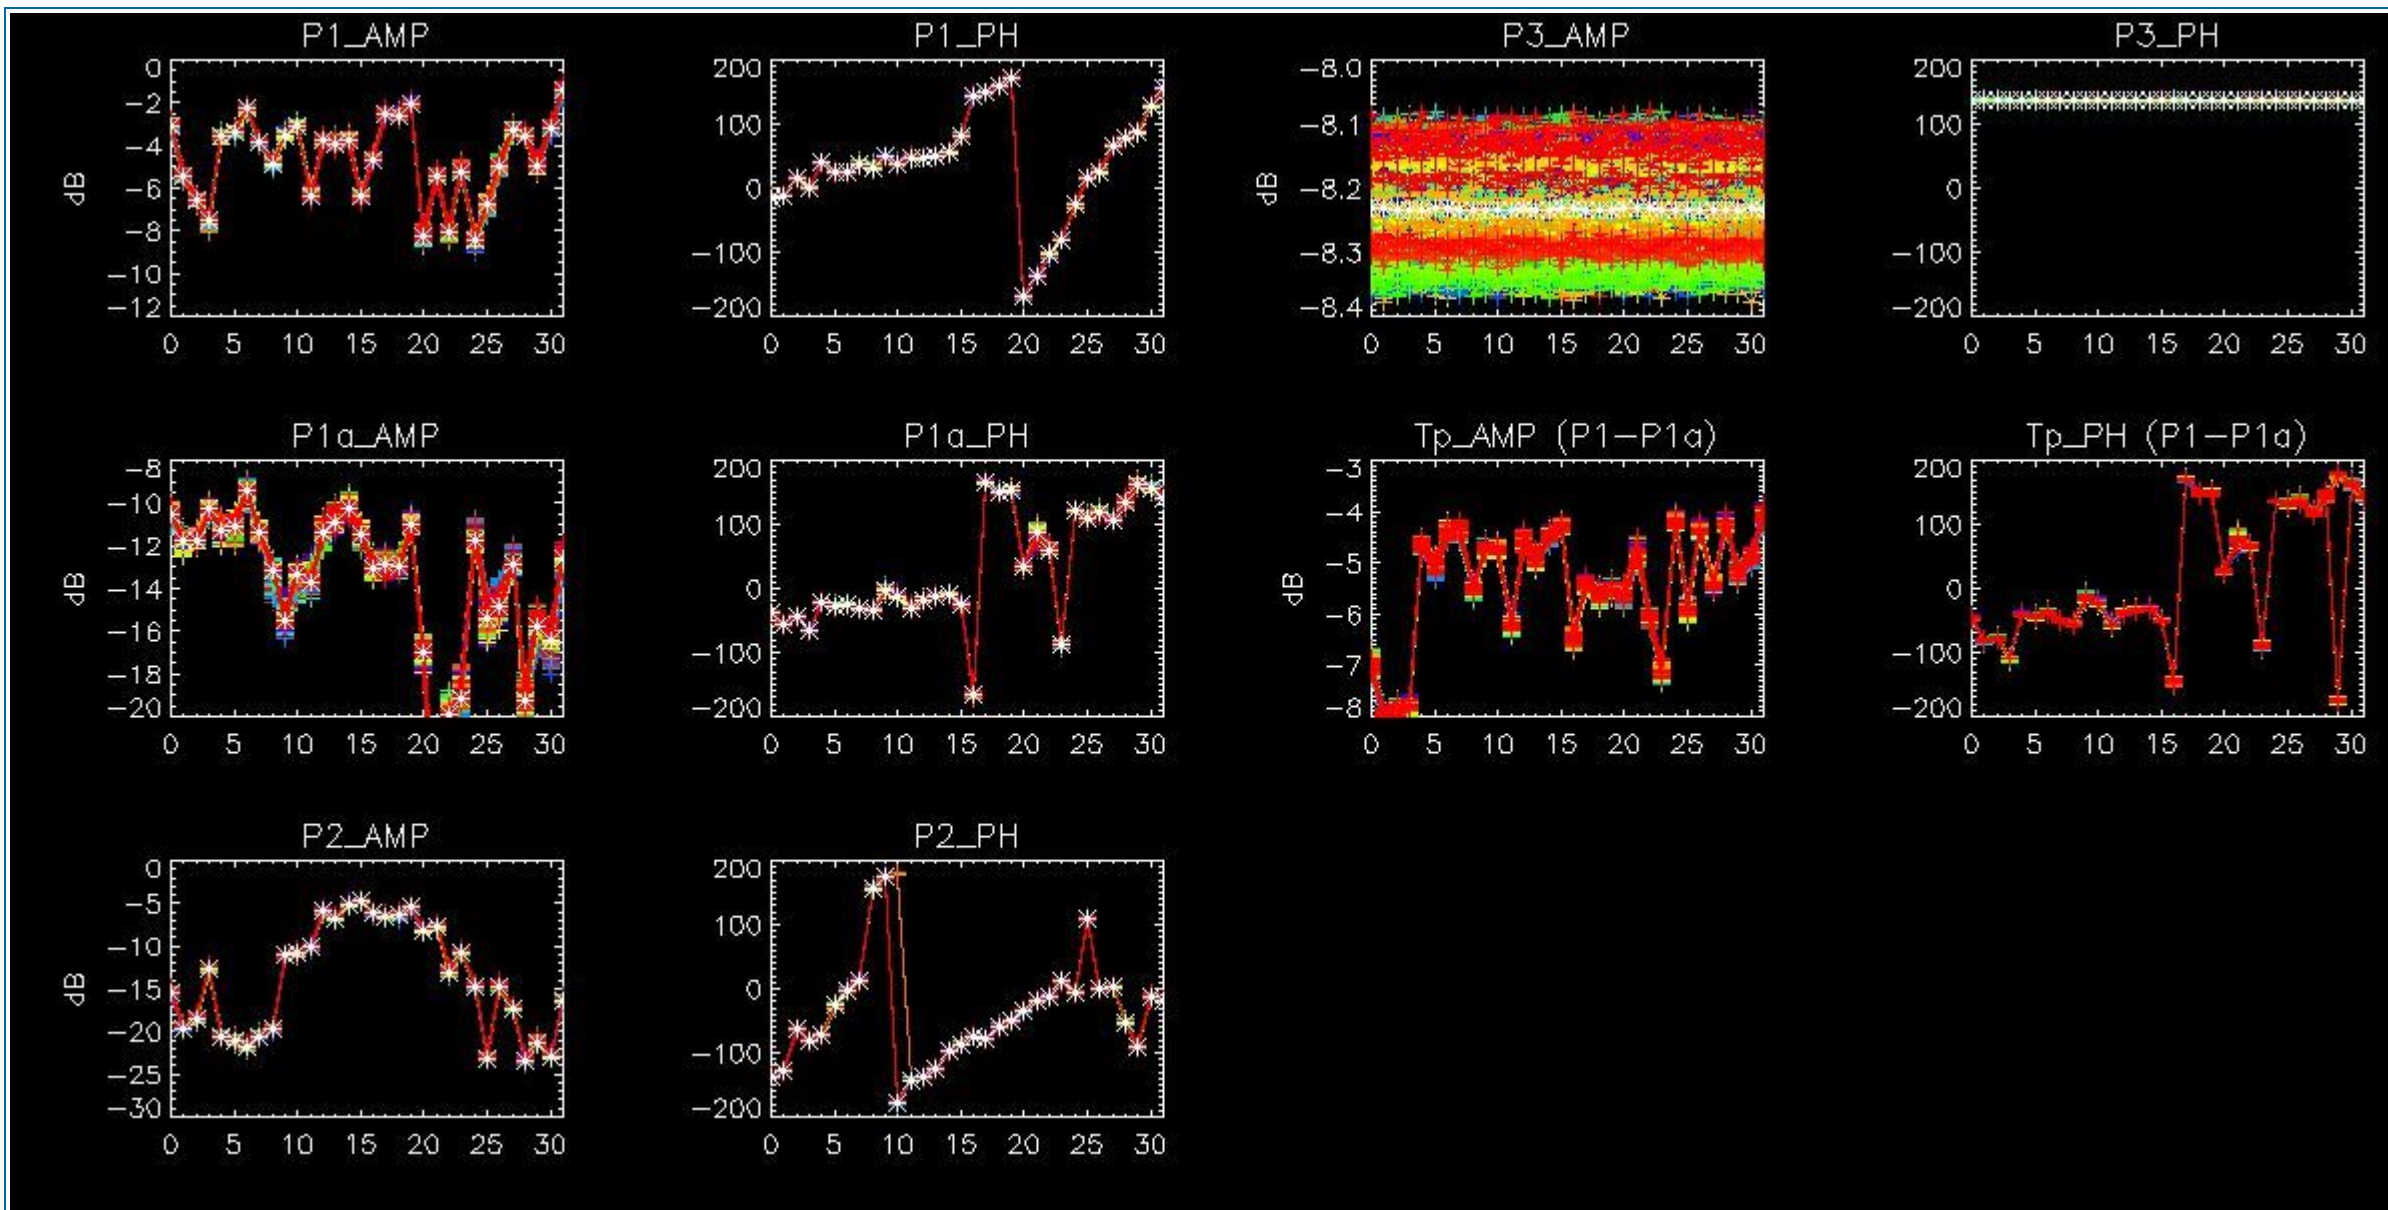 P1_AMP
P1_PH
P3_AMP
P3_PH
0
−2
−4
−6
−8
−10
−12
dB
0 5 10 15 20 25 30
200
100
0
−100
−200
0 5 10 15 20 25 30
−8.0
−8.1
−8.2
−8.3
−8.4
dB
0 5 10 15 20 25 30
200
100
0
−100
−200
0 5 10 15 20 25 30
P1a_AMP
P1a_PH
Tp_AMP (P1−P1a)
Tp_PH (P1−P1a)
−8
−10
−12
−14
−16
−18
−20
dB
0 5 10 15 20 25 30
200
100
0
−100
−200
0 5 10 15 20 25 30
−3
−4
−5
−6
−7
−8
dB
0 5 10 15 20 25 30
200
100
0
−100
−200
0 5 10 15 20 25 30
P2_AMP
P2_PH
0
−5
−10
−15
−20
−25
−30
dB
0 5 10 15 20 25 30
200
100
0
−100
−200
0 5 10 15 20 25 30